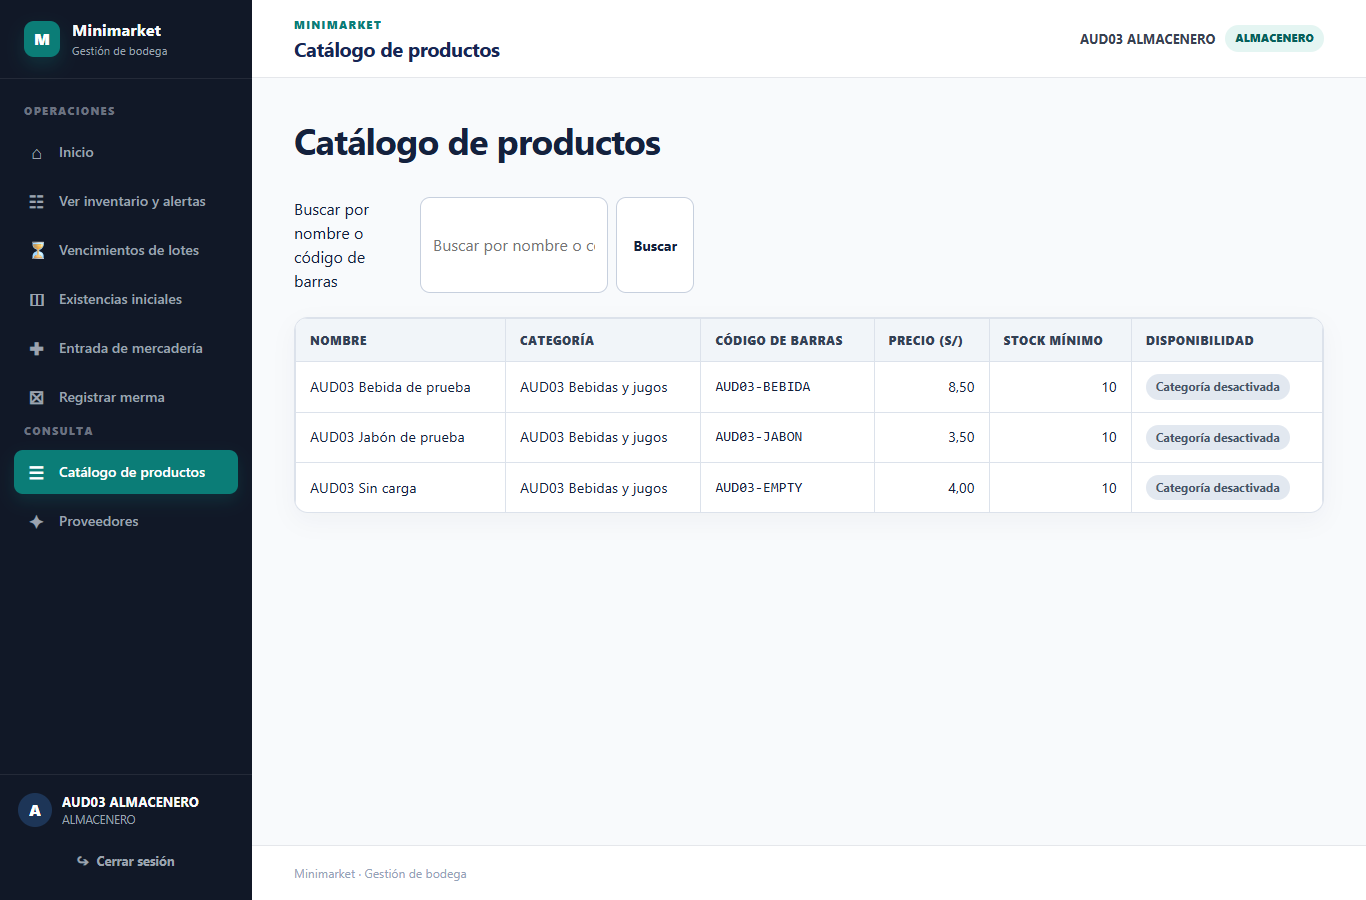 M
Minimarket
Gestión de bodega
OPERACIONES
Inicio
Ver inventario y alertas
Vencimientos de lotes
Existencias iniciales
Entrada de mercadería
Registrar merma
CONSULTA
Catálogo de productos
Proveedores
A
AUD03 ALMACENERO
ALMACENERO
Cerrar sesión
MINIMARKET
Catálogo de productos
AUD03 ALMACENERO ALMACENERO
Catálogo de productos
Buscar por
nombre o
código de
barras
Buscar por nombre o
Buscar
NOMBRE CATEGORÍA CÓDIGO DE BARRAS PRECIO (S/) STOCK MÍNIMO DISPONIBILIDAD
AUD03 Bebida de prueba AUD03 Bebidas y jugos AUD03-BEBIDA 8,50 10 Categoría desactivada
AUD03 Jabón de prueba AUD03 Bebidas y jugos AUD03-JABON 3,50 10 Categoría desactivada
AUD03 Sin carga AUD03 Bebidas y jugos AUD03-EMPTY 4,00 10 Categoría desactivada
Minimarket · Gestión de bodega